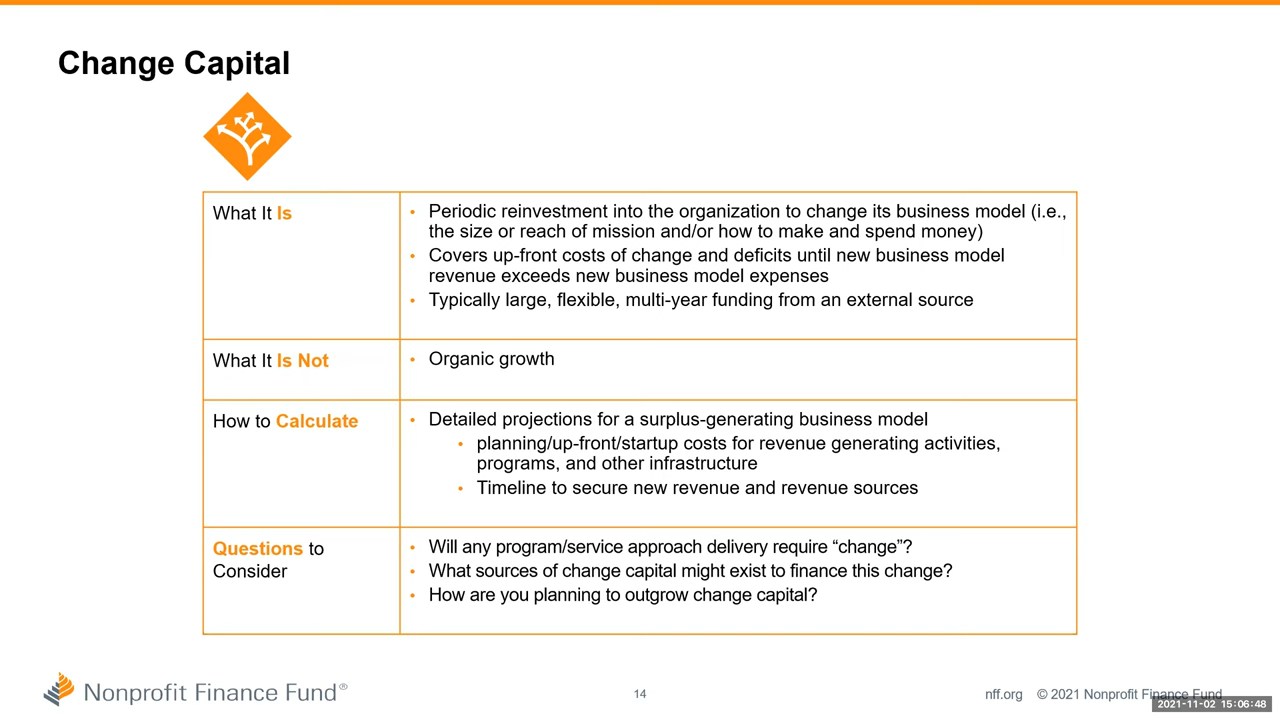 Change Capital
What It Is
• Periodic reinvestment into the organization to change its business model (i.e.,
the size or reach of mission and/or how to make and spend money)
• Covers up-front costs of change and deficits until new business model
revenue exceeds new business model expenses
• Typically large, flexible, multi-year funding from an external source
What It Is Not
• Organic growth
How to Calculate
• Detailed projections for a surplus-generating business model
• planning/up-front/startup costs for revenue generating activities,
programs, and other infrastructure
• Timeline to secure new revenue and revenue sources
Questions to
Consider
• Will any program/service approach delivery require “change”?
• What sources of change capital might exist to finance this change?
• How are you planning to outgrow change capital?
Nonprofit Finance Fund®
14
nff.org © 2021 Nonprofit Finance Fund
2021-11-02 15:06:48